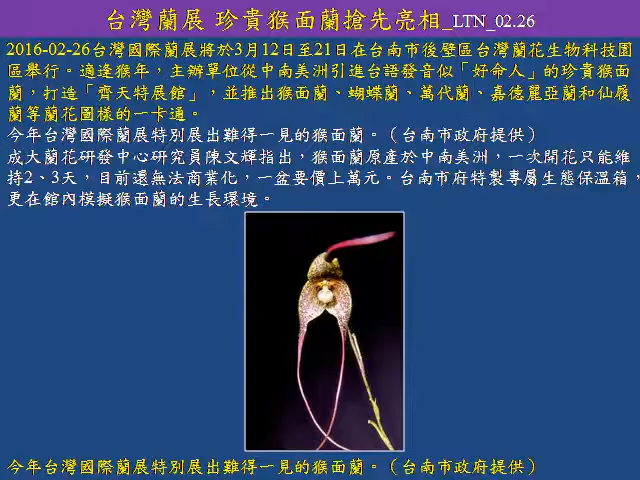 台灣蘭展 珍貴猴面蘭搶先亮相_LTN_02.26
2016-02-26台灣國際蘭展將於3月12日至21日在台南市後壁區台灣蘭花生物科技園
區舉行。適逢猴年，主辦單位從中南美洲引進台語發音似「好命人」的珍貴猴面
蘭，打造「齊天特展館」，並推出猴面蘭、蝴蝶蘭、萬代蘭、嘉德麗亞蘭和仙履
蘭等蘭花圖樣的一卡通。
今年台灣國際蘭展特別展出難得一見的猴面蘭。（台南市政府提供）
成大蘭花研發中心研究員陳文輝指出，猴面蘭原產於中南美洲，一次開花只能維
持2、3天，目前還無法商業化，一盆要價上萬元。台南市府特製專屬生態保溫箱，
更在館內模擬猴面蘭的生長環境。
今年台灣國際蘭展特別展出難得一見的猴面蘭。（台南市政府提供）